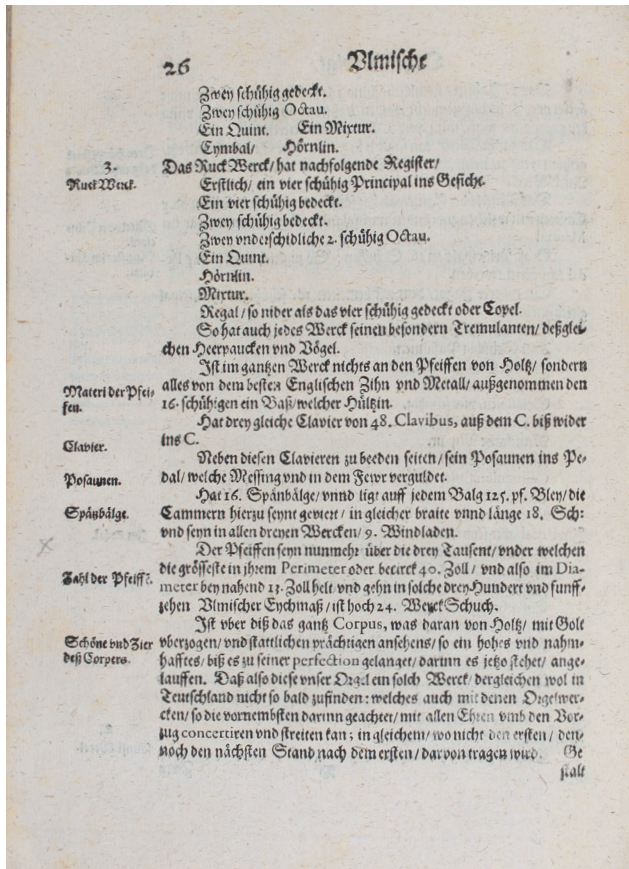 26 Vlmische
Zwey schühig gedeckt.
Zwey schühig Octau.
Ein Quint. Ein Mixtur.
Cymbal/ Hörnlin.
3.
Ruck Werck.
Das Ruck Werck/ hat nachfolgende Register/
Erstlich/ ein vier schühig Principal ins Gesicht.
Ein vier schühig bedeckt.
Zwey schühig bedeckt.
Zwey vnderschidliche 2. schühig Octau.
Ein Quint.
Hörnlin.
Mixtur.
Regal/ so nider als das vier schühig gedeckt oder Copel.
So hat auch jedes Werck seinen besondern Tremulanten/ deßglei-
chen Heerpaucken vnd Vögel.
Ist im gantzen Werck nichts an den Pfeiffen von Holtz/ sondern
Materi der Pfei-
fen.
alles von dem besten Englischen Zihn vnd Metall/ außgenommen den
16. schühigen ein Baß/ welcher Hültzin.
Hat drey gleiche Clavier von 48. Clavibus, auß dem C. biß wider
Clavier.
ins C.
Neben diesen Clavieren zu beeden seiten/ sein Posaunen ins Pe-
Posaunen.
dal/ welche Messing vnd in dem Fewr verguldet.
Hat 16. Spänbälge/ vnnd ligt auff jedem Balg 125. pf. Bley/ die
Spänbälge.
Cammern hierzu seynt geviert/ in gleicher braite vnnd länge 18. Sch:
vnd seyn in allen dreyen Wercken/ 9. Windladen.
Der Pfeiffen seyn nunmehr über die drey Tausent/ vnder welchen
die grösseste in jhrem Perimeter oder becirck 40. Zoll/ vnd also im Dia-
Zahl der Pfeiffē.
meter bey nahend 13. Zoll helt/ vnd gehn in solche drey Hundert vnd funff-
zehen Vlmischer Eychmaß/ ist hoch 24. Werck Schuch.
Ist vber diß das gantz Corpus, was daran von Holtz/ mit Golt
Schöne vnd Zier
deß Corpers.
vberzogen/ vnd stattlichen prächtigen ansehens/ so ein hohes vnd nahm-
hafftes/ biß es zu seiner perfection gelanget/ darinn es jetzo stehet/ ange-
lauffen. Daß also diese vnser Orgel ein solch Werck/ dergleichen wol in
Teutschland nicht so bald zufinden: welches auch mit denen Orgelwer-
cken/ so die vornembsten darinn geachtet/ mit allen Ehren vmb den Vor-
zug concertiren vnd streiten kan; in gleichem/ wo nicht den ersten/ den-
noch den nächsten Stand nach dem ersten/ darvon tragen wird. Ge
stalt